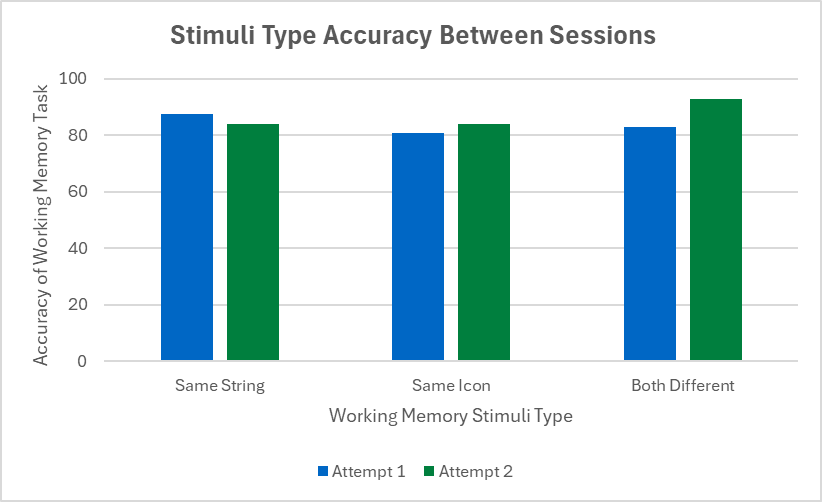 Stimuli Type Accuracy Between Sessions
Accuracy of Working Memory Task
100
80
60
40
20
0
Same String
Same Icon
Both Different
Working Memory Stimuli Type
Attempt 1
Attempt 2